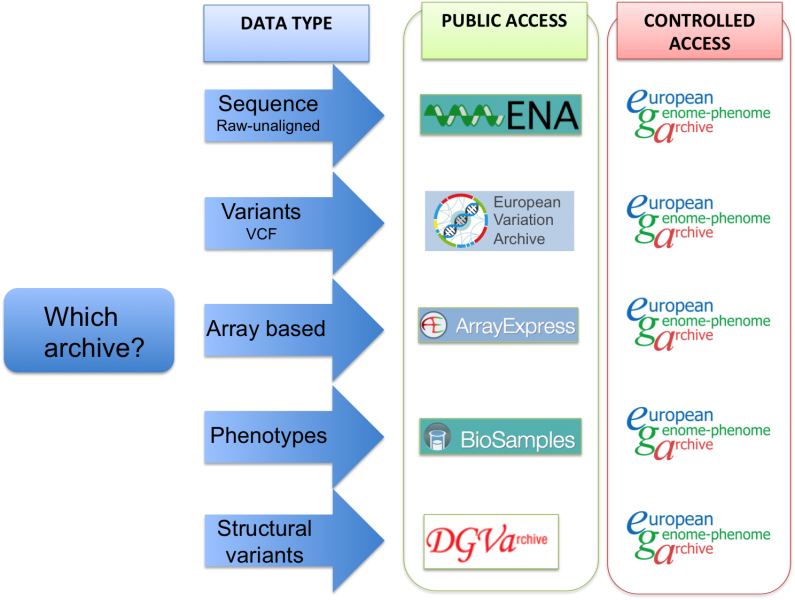 DATA TYPE
PUBLIC ACCESS
CONTROLLED
ACCESS
Sequence
Raw-unaligned
ENA
european
genome-phenome
archive
Variants
VCF
European
Variation
Archive
european
genome-phenome
archive
Which
archive?
Array based
AE ArrayExpress
european
genome-phenome
archive
Phenotypes
BioSamples
european
genome-phenome
archive
Structural
variants
DGVarchive
european
genome-phenome
archive